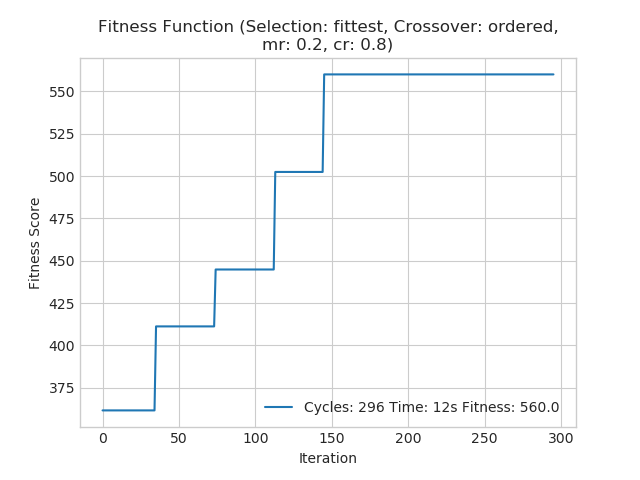 Fitness Function (Selection: fittest, Crossover: ordered,
mr: 0.2, cr: 0.8)
Fitness Score
550
525
500
475
450
425
400
375
Cycles: 296 Time: 12s Fitness: 560.0
0 50 100 150 200 250 300
Iteration